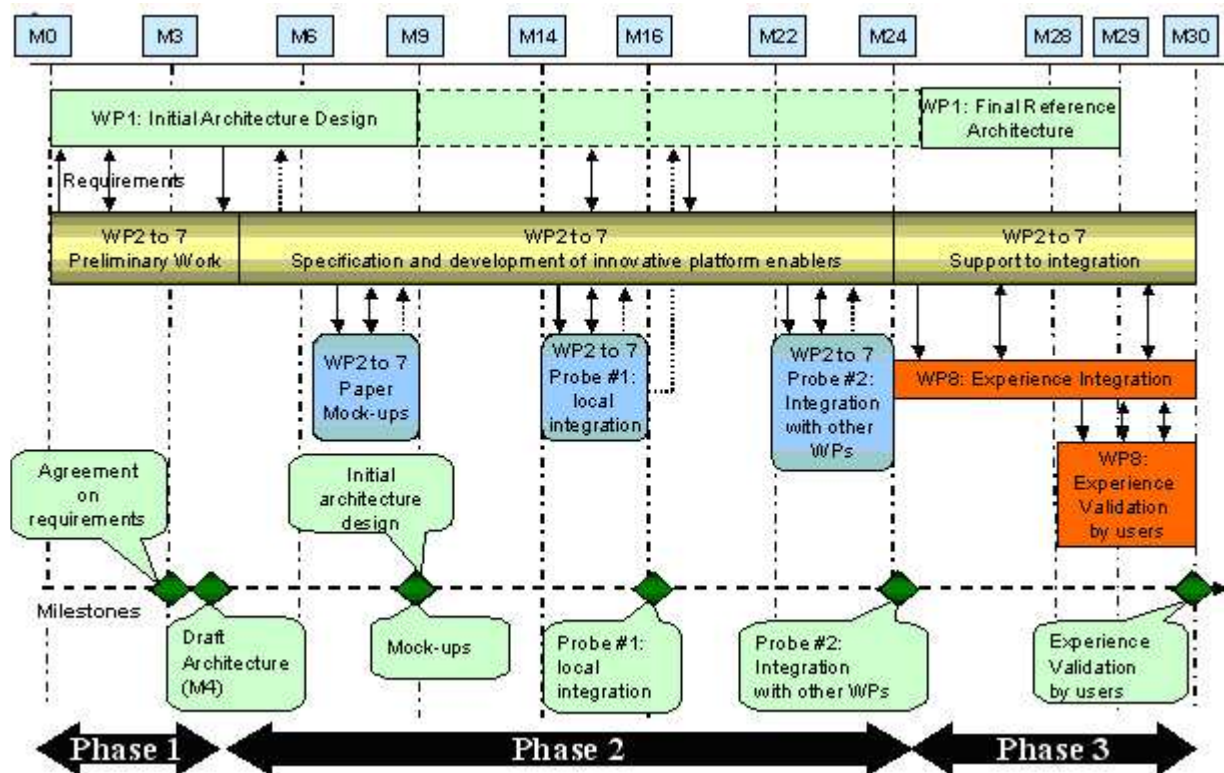 M0
M3
M6
M9
M14
M16
M22
M24
M28
M29
M30
WP1: Initial Architecture Design
WP1: Final Reference
Architecture
Requirements
WP2 to 7
Preliminary Work
WP2 to 7
Specification and development of innovative platform enablers
WP2 to 7
Support to integration
WP2 to 7
Paper
Mock-ups
WP2 to 7
Probe #1:
local
integration
WP2 to 7
Probe #2:
Integration
with other
WPs
WP8: Experience Integration
WP8:
Experience
Validation
by users
Agreement
on
requirements
Initial
architecture
design
Milestones
Draft
Architecture
(M4)
Mock-ups
Probe #1:
local
integration
Probe #2:
Integration
with other WPs
Experience
Validation
by users
Phase 1
Phase 2
Phase 3